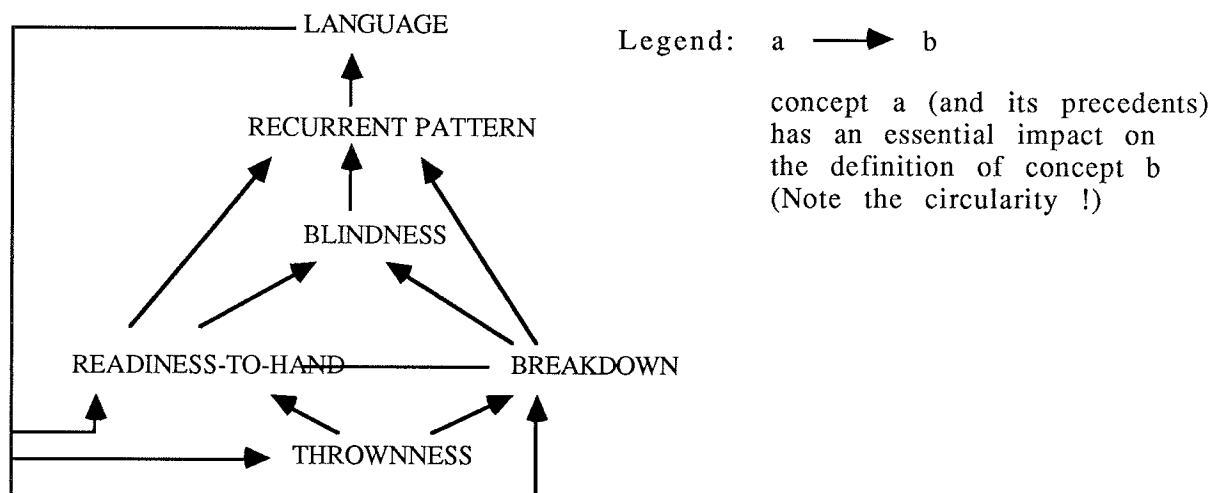 LANGUAGE
Legend: a b
RECURRENT PATTERN
concept a (and its precedents)
has an essential impact on
the definition of concept b
(Note the circularity !)
BLINDNESS
READINESS-TO-HAND BREAKDOWN
THROWNNESS